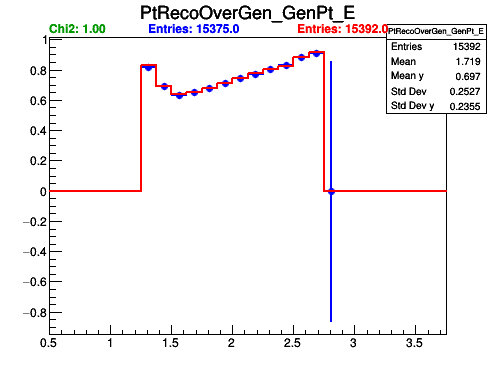 PtRecoOverGen_GenPt_E
Chi2: 1.00 Entries: 15375.0 Entries: 15392.0
PtRecoOverGen_GenPt_E
Entries 15392
Mean 1.719
Mean y 0.697
Std Dev 0.2527
Std Dev y 0.2355
1
0.8
0.6
0.4
0.2
0
−0.2
−0.4
−0.6
−0.8
0.5 1 1.5 2 2.5 3 3.5